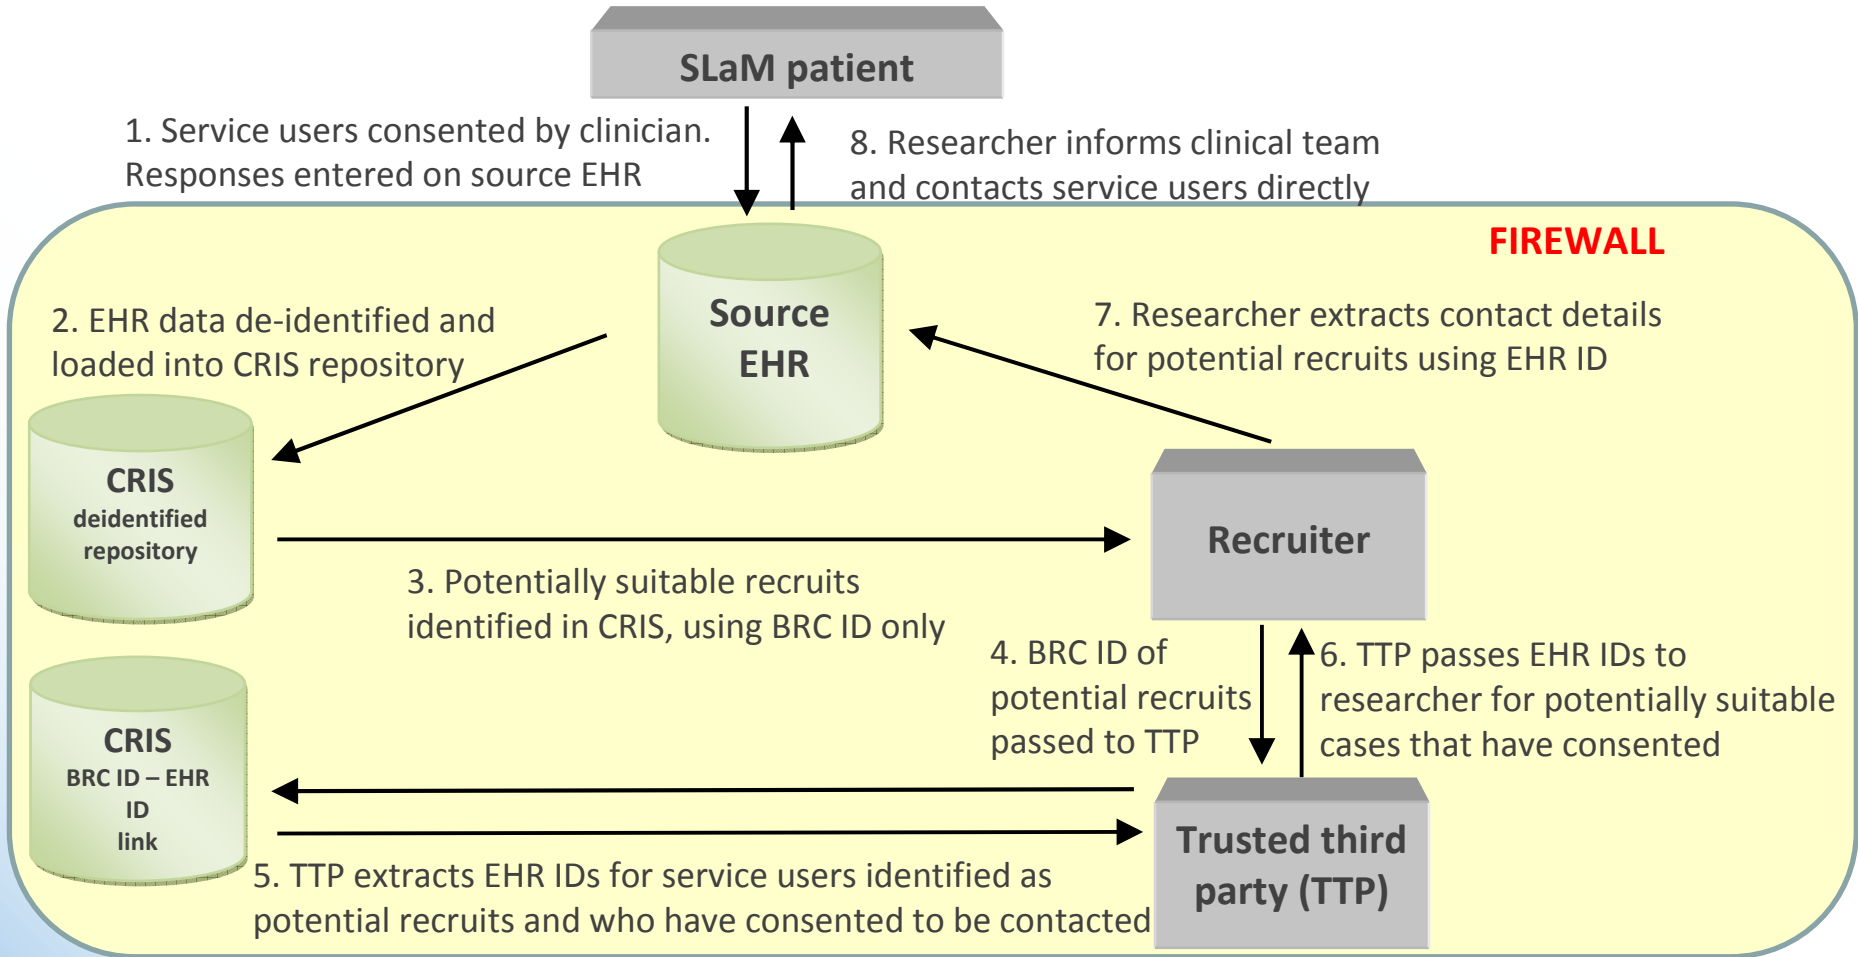 SLaM patient
1. Service users consented by clinician.
Responses entered on source EHR
8. Researcher informs clinical team
and contacts service users directly
FIREWALL
Source
EHR
2. EHR data de-identified and
loaded into CRIS repository
7. Researcher extracts contact details
for potential recruits using EHR ID
CRIS
deidentified
repository
Recruiter
3. Potentially suitable recruits
identified in CRIS, using BRC ID only
4. BRC ID of
potential recruits
passed to TTP
6. TTP passes EHR IDs to
researcher for potentially suitable
cases that have consented
CRIS
BRC ID – EHR
ID
link
Trusted third
party (TTP)
5. TTP extracts EHR IDs for service users identified as
potential recruits and who have consented to be contacted